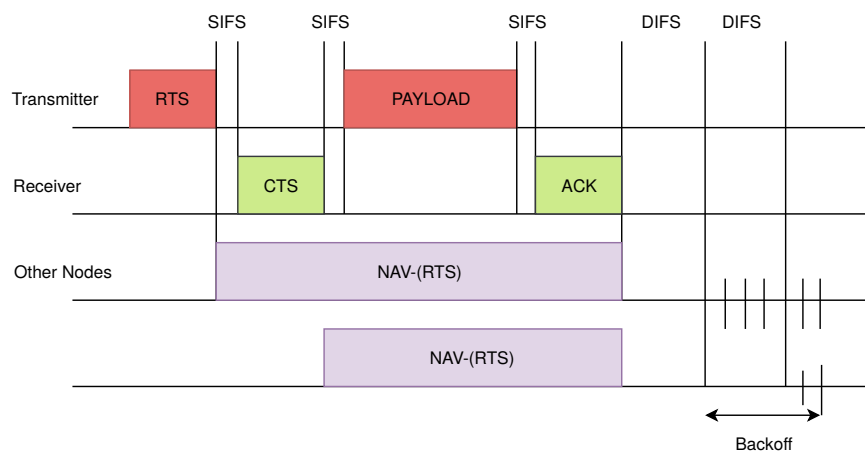 SIFS SIFS SIFS DIFS DIFS
Transmitter RTS PAYLOAD
Receiver CTS ACK
Other Nodes NAV-(RTS)
NAV-(RTS)
Backoff